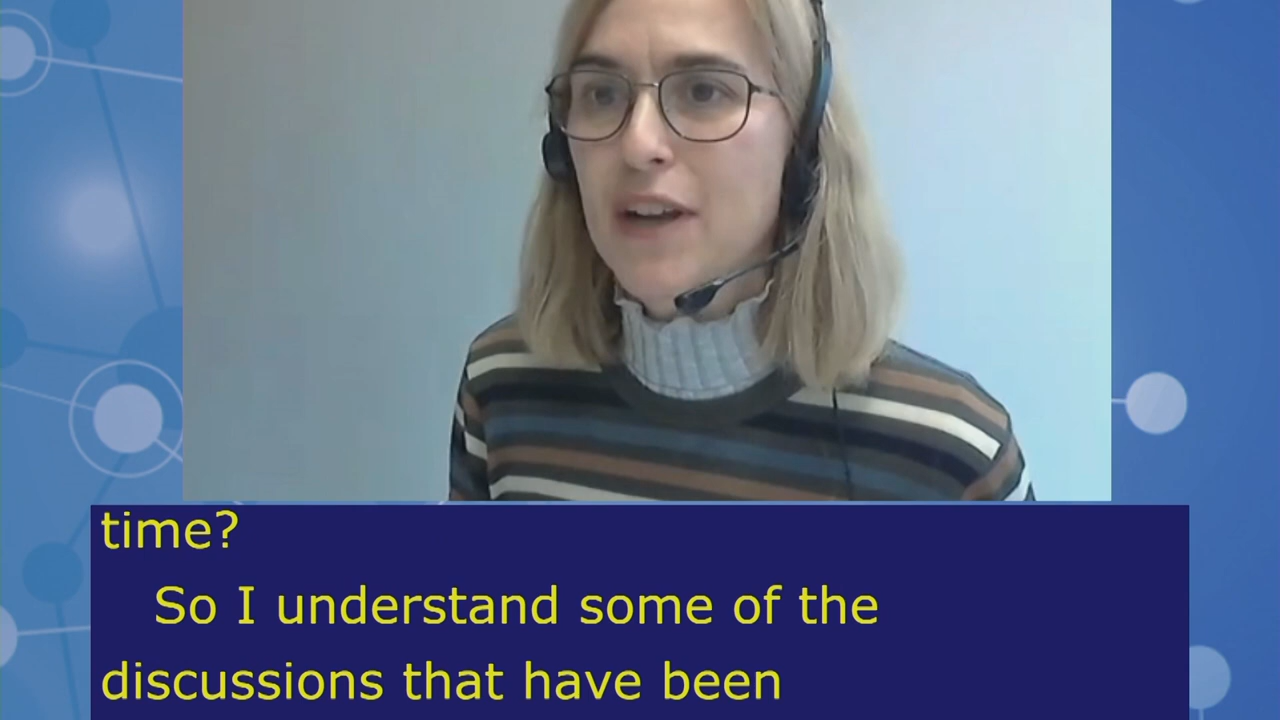 time?
So I understand some of the
discussions that have been